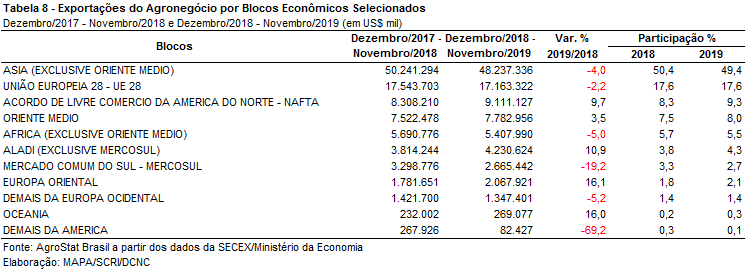 Tabela 8 - Exportações do Agronegócio por Blocos Econômicos Selecionados
Dezembro/2017 - Novembro/2018 e Dezembro/2018 - Novembro/2019 (em US$ mil)
Blocos Dezembro/2017 - Novembro/2018 Dezembro/2018 - Novembro/2019 Var. % 2019/2018 Participação % 2018 2019
ASIA (EXCLUSIVE ORIENTE MEDIO) 50.241.294 48.237.336 -4,0 50,4 49,4
UNIÃO EUROPEIA 28 - UE 28 17.543.703 17.163.322 -2,2 17,6 17,6
ACORDO DE LIVRE COMERCIO DA AMERICA DO NORTE - NAFTA 8.308.210 9.111.127 9,7 8,3 9,3
ORIENTE MEDIO 7.522.478 7.782.956 3,5 7,5 8,0
AFRICA (EXCLUSIVE ORIENTE MEDIO) 5.690.776 5.407.990 -5,0 5,7 5,5
ALADI (EXCLUSIVE MERCOSUL) 3.814.244 4.230.624 10,9 3,8 4,3
MERCADO COMUM DO SUL - MERCOSUL 3.298.776 2.665.442 -19,2 3,3 2,7
EUROPA ORIENTAL 1.781.651 2.067.921 16,1 1,8 2,1
DEMAIS DA EUROPA OCIDENTAL 1.421.700 1.347.401 -5,2 1,4 1,4
OCEANIA 232.002 269.077 16,0 0,2 0,3
DEMAIS DA AMERICA 267.926 82.427 -69,2 0,3 0,1
Fonte: AgroStat Brasil a partir dos dados da SECEX/Ministério da Economia
Elaboração: MAPA/SCRI/DCNC